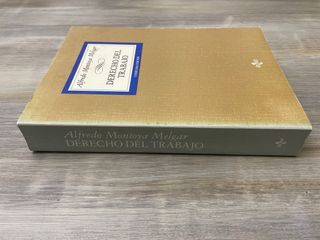 Alfredo Montoya Melgar
DERECHO DEL
TRABAJO
Alfredo Montoya Melgar
DERECHO DEL TRABAJO